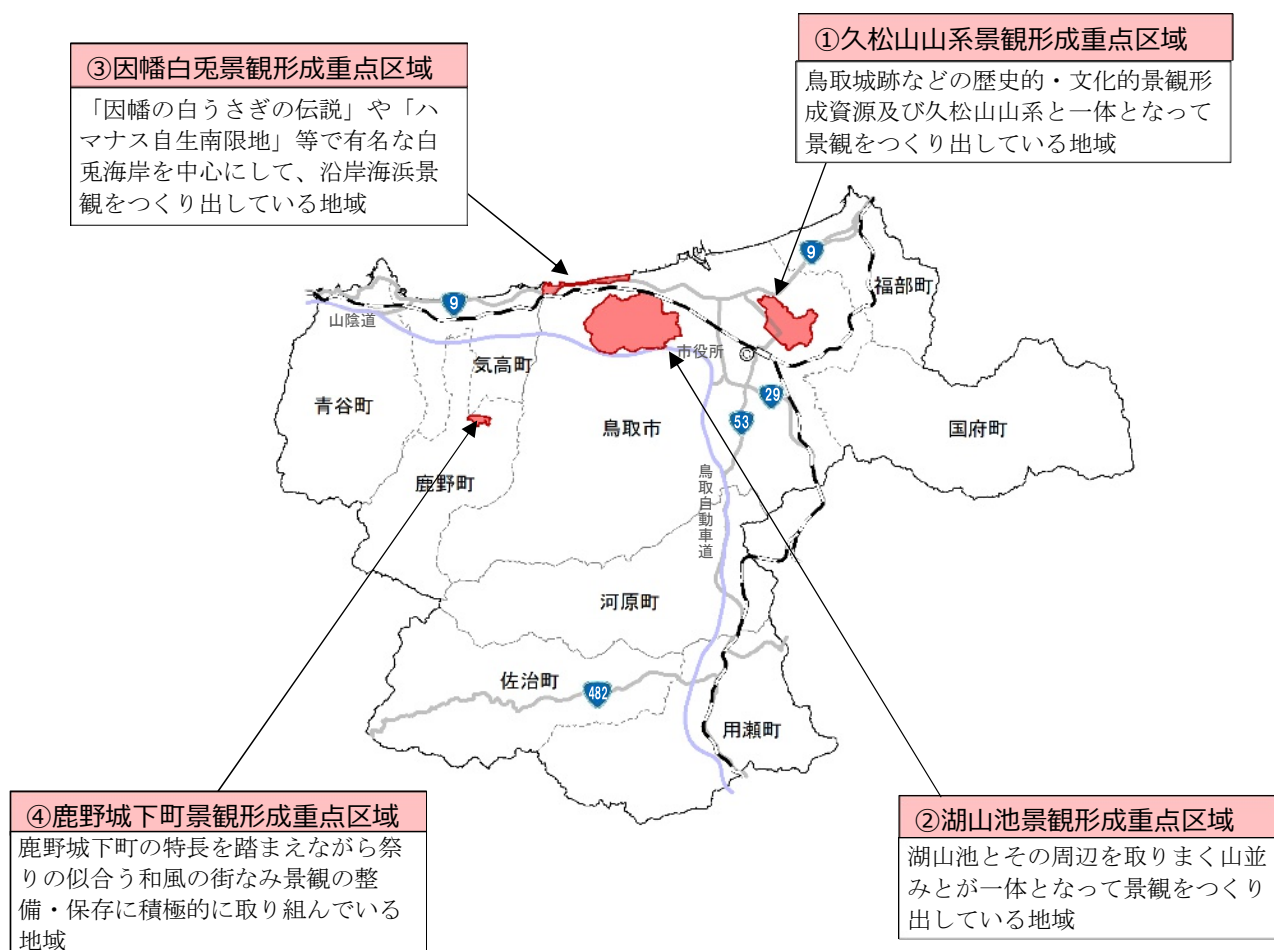 ①久松山山系景観形成重点区域
鳥取城跡などの歴史的・文化的景観形
成資源及び久松山山系と一体となって
景観をつくり出している地域
③因幡白兎景観形成重点区域
「因幡の白うさぎの伝説」や「ハ
マナス自生南限地」等で有名な白
兎海岸を中心にして、沿岸海浜景
観をつくり出している地域
9
福部町
9
山陰道
市役所
気高町
青谷町
29
53
鳥取市
国府町
鹿野町
鳥取自動車道
河原町
佐治町
482
用瀬町
④鹿野城下町景観形成重点区域
鹿野城下町の特長を踏まえながら祭
りの似合う和風の街なみ景観の整
備・保存に積極的に取り組んでいる
地域
②湖山池景観形成重点区域
湖山池とその周辺を取りまく山並
みとが一体となって景観をつくり
出している地域